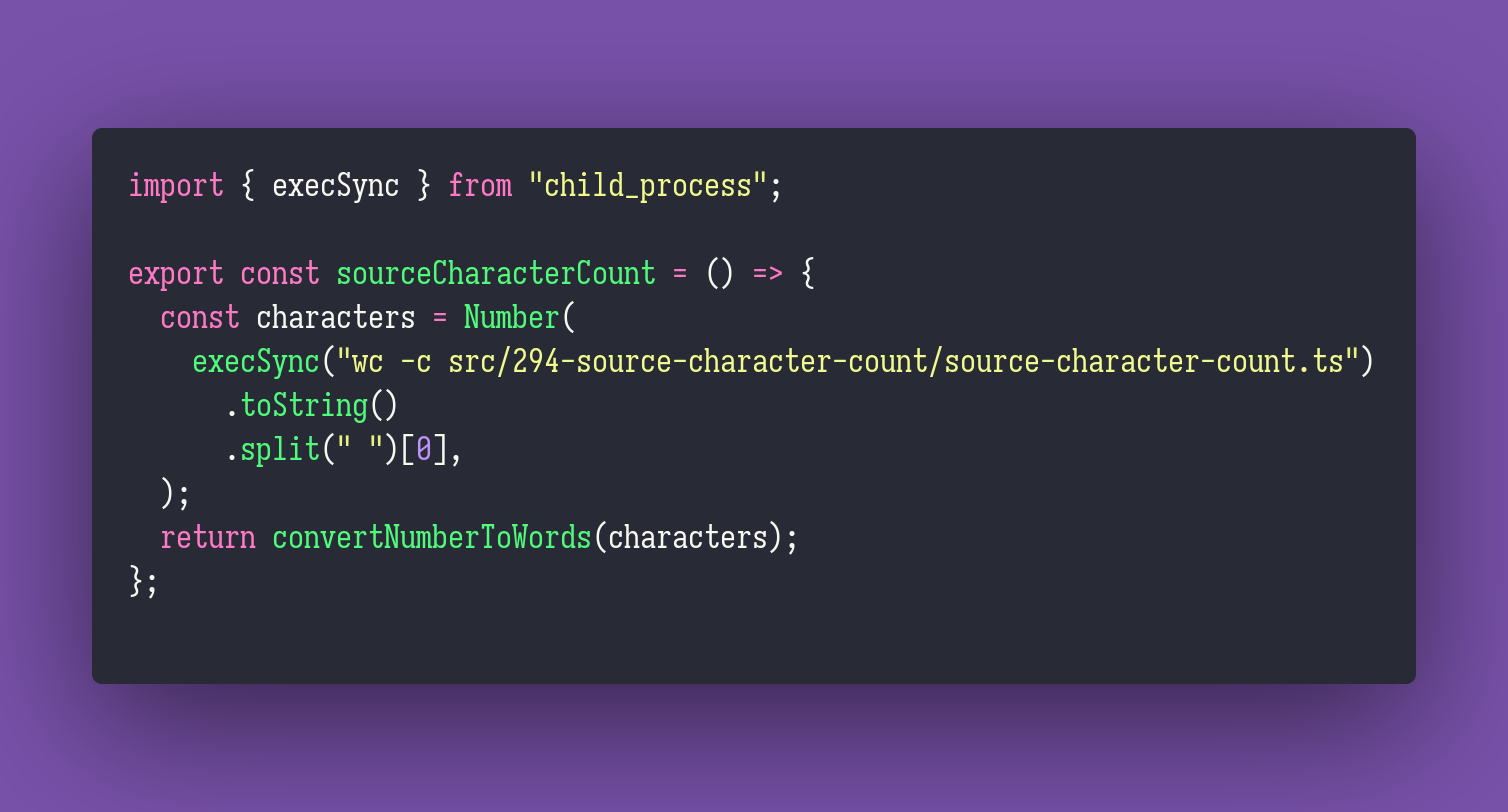 import { execSync } from "child_process";

export const sourceCharacterCount = () => {
  const characters = Number(
    execSync("wc -c src/294-source-character-count/source-character-count.ts")
      .toString()
      .split(" ")[0],
  );
  return convertNumberToWords(characters);
};